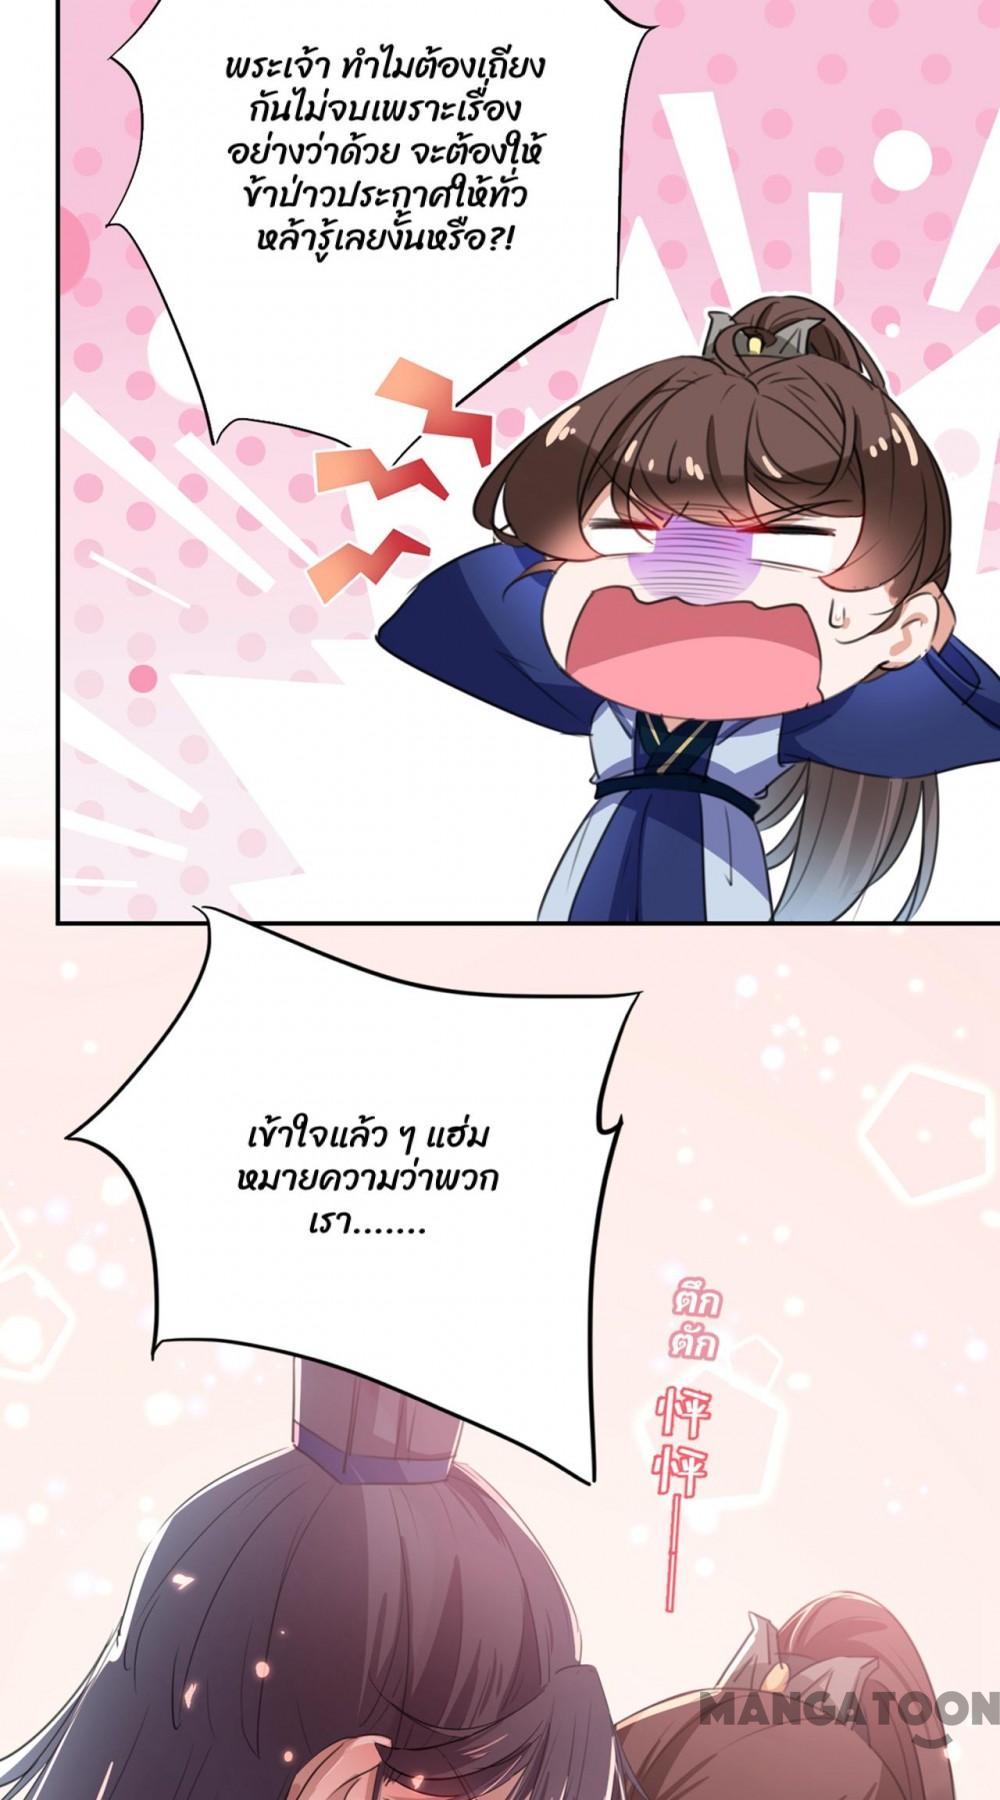 พระเจ้า ทำไมต้องเถียง
กันไม่จบเพราะเรื่อง
อย่างว่าด้วย จะต้องให้
ข้าป่าวประกาศให้ทั่ว
หล้ารู้เลยงั้นหรือ?!
เข้าใจแล้ว ๆ แฮ่ม
หมายความว่าพวก
เรา.......
ตึก
ตัก
怦
怦
MANGATOON